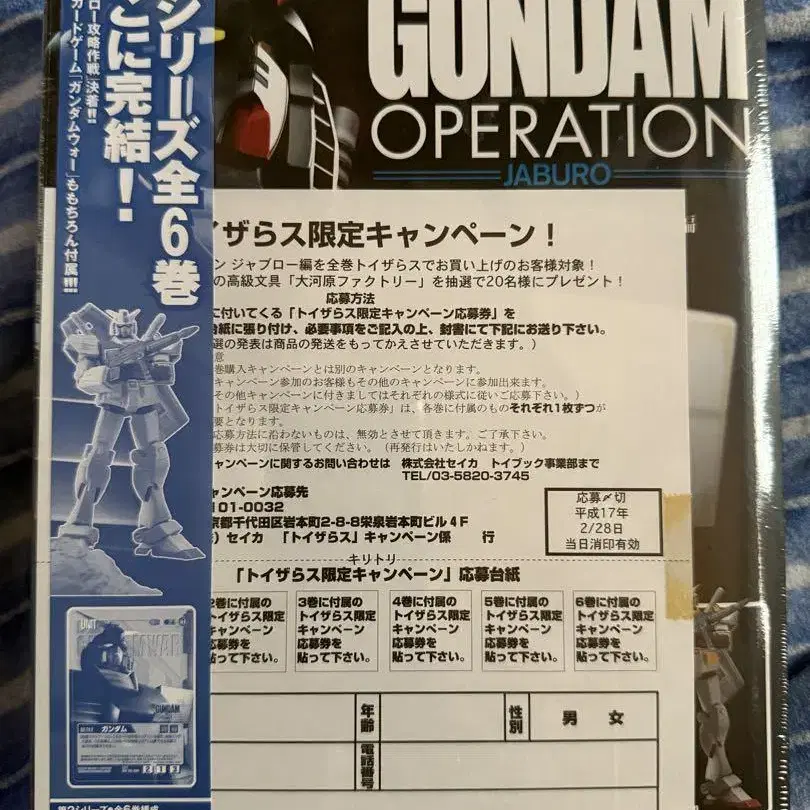 GUNDAM
OPERATION
JABURO
シリーズ全6巻
こに完結!
ロー攻略作戦」決着!!
カードゲーム「ガンダムウォー」ももちろん付属!!!
イザらス限定キャンペーン!
ン ジャブロー編を全巻トイザらスでお買い上げのお客様対象!
の高級文具「大河原ファクトリー」を抽選で20名様にプレゼント!
応募方法
に付いてくる「トイザらス限定キャンペーン応募券」を
台紙に張り付け、必要事項をご記入の上、封書にて下記にお送り下さい。
選の発表は商品の発送をもってかえさせていただきます。)
意
巻購入キャンペーンとは別のキャンペーンとなります。
キャンペーン参加のお客様もその他のキャンペーンに参加出来ます。
その他キャンペーンに付きましてはそれぞれの様式に従いご応募下さい。)
トイザらス限定キャンペーン応募券」は、各巻に付属のものそれぞれ1枚ずつが
要となります。
応募方法に沿わないものは、無効とさせて頂きます。ご了承下さい。
募券は大切に保管してください。(再発行はいたしかねます。)
ャンペーンに関するお問い合わせは 株式会社セイカ トイブック事業部まで
TEL/03-5820-3745
ャンペーン応募先
101-0032
京都千代田区岩本町2-8-8栄泉岩本町ビル4F
)セイカ 「トイザらス」キャンペーン係 行
応募〆切
平成17年
2/28日
当日消印有効
キリトリ
「トイザらス限定キャンペーン」応募台紙
2巻に付属の
トイザらス限定
キャンペーン
応募券を
貼って下さい。
3巻に付属の
トイザらス限定
キャンペーン
応募券を
貼って下さい。
4巻に付属の
トイザらス限定
キャンペーン
応募券を
貼って下さい。
5巻に付属の
トイザらス限定
キャンペーン
応募券を
貼って下さい。
6巻に付属の
トイザらス限定
キャンペーン
応募券を
貼って下さい。
年齢
性別
男 女
電話番号
UNIT
GUNDAM WAR
GUNDAM
ガンダム
2 1 3
第2シリーズ●全6巻構成
編